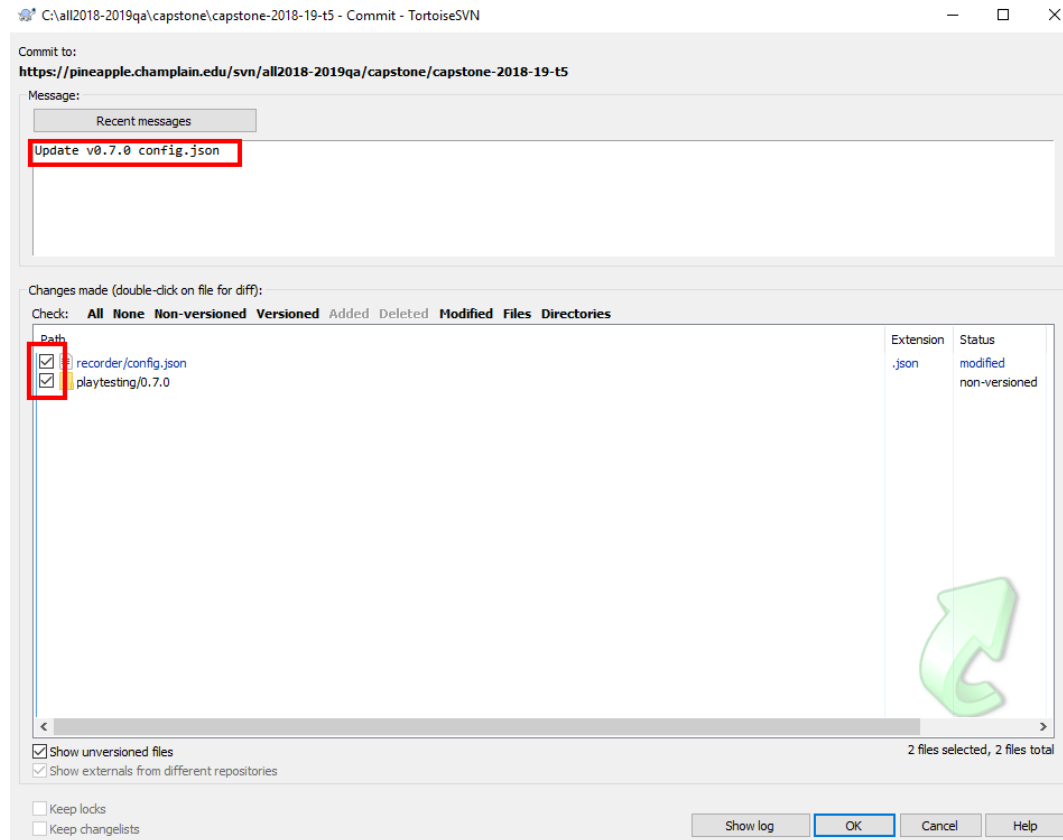 C:\all2018-2019qa\capstone\capstone-2018-19-t5 - Commit - TortoiseSVN
Commit to:
https://pineapple.champlain.edu/svn/all2018-2019qa/capstone/capstone-2018-19-t5
Message:
Recent messages
Update v0.7.0 config.json
Changes made (double-click on file for diff):
Check: All None Non-versioned Versioned Added Deleted Modified Files Directories
Path Extension Status
recorder/config.json .json modified
playtesting/0.7.0 non-versioned
Show unversioned files 2 files selected, 2 files total
Show externals from different repositories
Keep locks
Keep changelists Show log OK Cancel Help